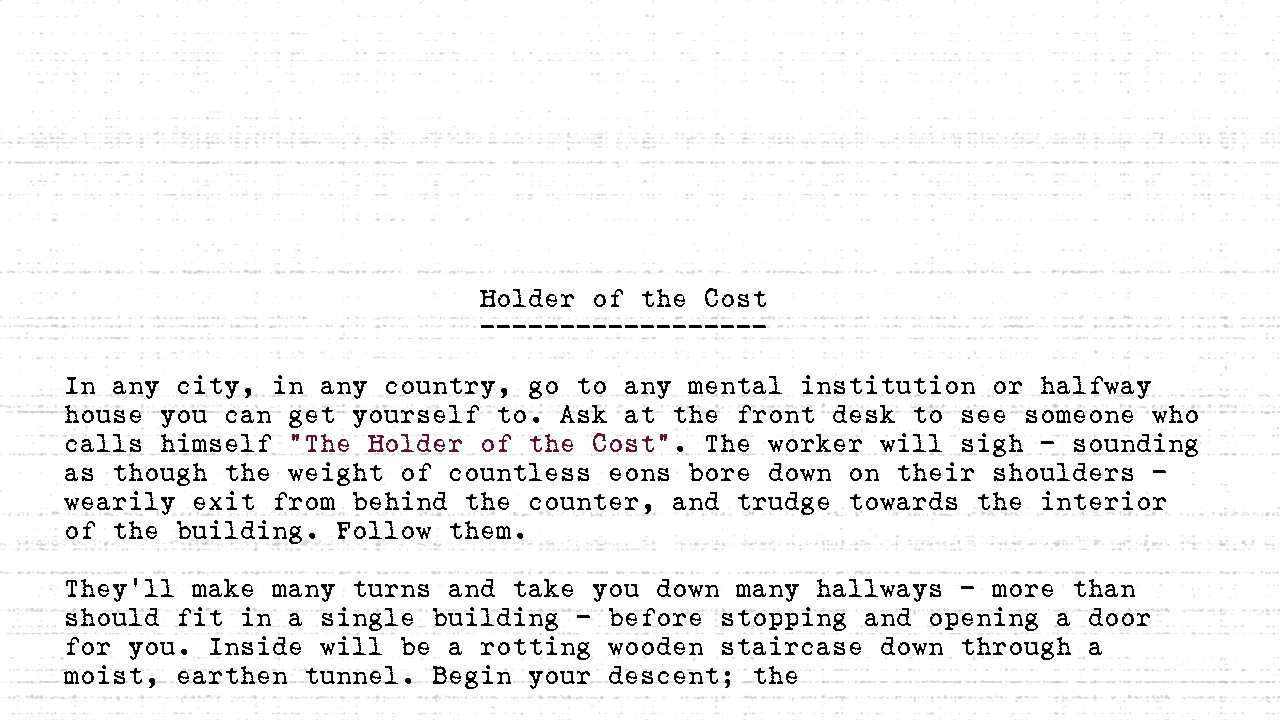 Holder of the Cost
------------------
In any city, in any country, go to any mental institution or halfway
house you can get yourself to. Ask at the front desk to see someone who
calls himself "The Holder of the Cost". The worker will sigh - sounding
as though the weight of countless eons bore down on their shoulders -
wearily exit from behind the counter, and trudge towards the interior
of the building. Follow them.
They'll make many turns and take you down many hallways - more than
should fit in a single building - before stopping and opening a door
for you. Inside will be a rotting wooden staircase down through a
moist, earthen tunnel. Begin your descent; the